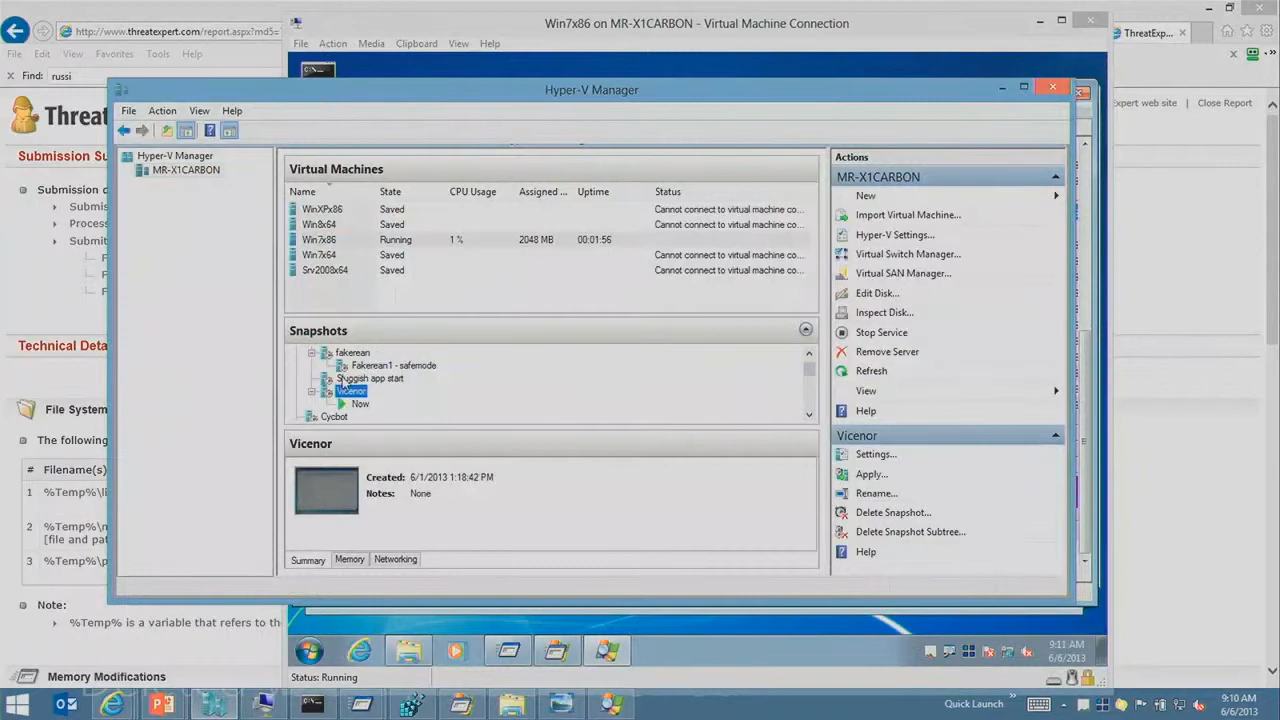 Win7x86 on MR-X1CARBON - Virtual Machine Connection
http://www.threatexpert.com/report.aspx?md5=
ThreatExp...
File Edit View Favorites Tools Help
File Action Media Clipboard View Help
Find: russi
Threat
xpert web site | Close Report
Hyper-V Manager
File Action View Help
Submission Su
Submission d
Submis
Proces
Submit
Technical Deta
File System
The following
# Filename(s)
1 %Temp%\li
2 %Temp%\n
[file and pat
3 %Temp%\p
Note:
%Temp% is a variable that refers to the
Memory Modifications
Hyper-V Manager
MR-X1CARBON
Virtual Machines
Name State CPU Usage Assigned ... Uptime Status
WinXPx86 Saved Cannot connect to virtual machine co...
Win8x64 Saved Cannot connect to virtual machine co...
Win7x86 Running 1 % 2048 MB 00:01:56
Win7x64 Saved Cannot connect to virtual machine co...
Srv2008x64 Saved Cannot connect to virtual machine co...
Snapshots
fakerean
Fakerean1 - safemode
Sluggish app start
Vicenor
Now
Cycbot
Vicenor
Created: 6/1/2013 1:18:42 PM
Notes: None
Summary Memory Networking
Actions
MR-X1CARBON
New
Import Virtual Machine...
Hyper-V Settings...
Virtual Switch Manager...
Virtual SAN Manager...
Edit Disk...
Inspect Disk...
Stop Service
Remove Server
Refresh
View
Help
Vicenor
Settings...
Apply...
Rename...
Delete Snapshot...
Delete Snapshot Subtree...
Help
9:11 AM
6/6/2013
Status: Running
Quick Launch
9:10 AM
6/6/2013